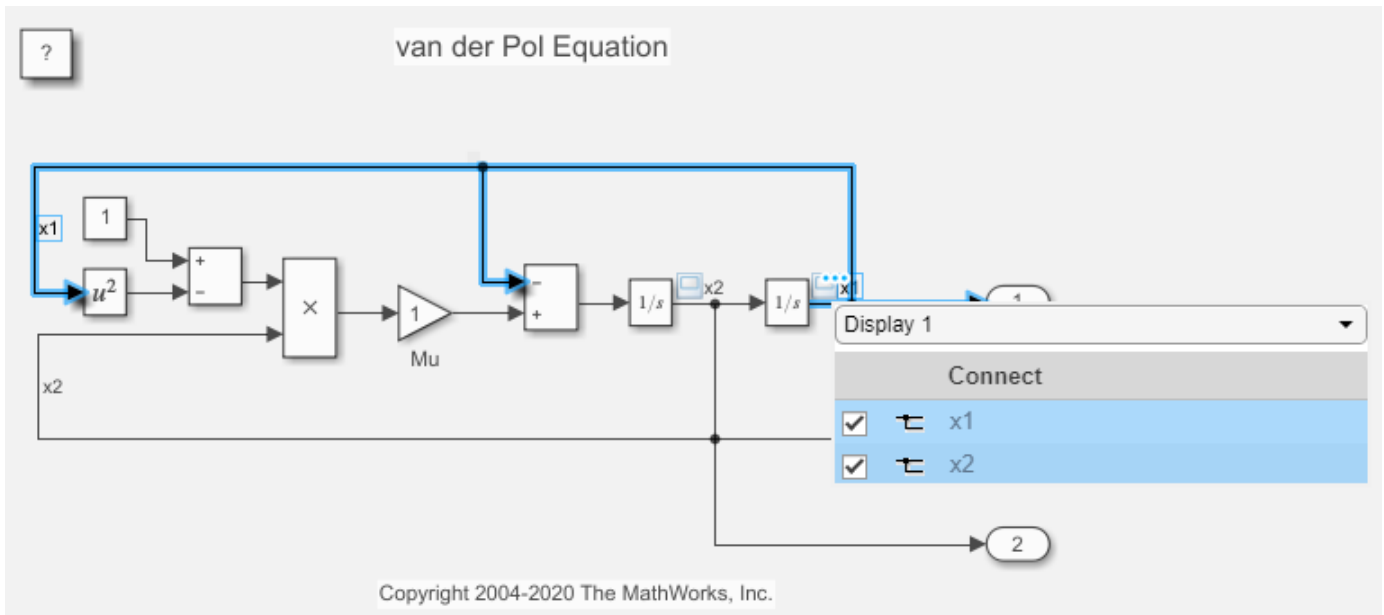 ?
van der Pol Equation
x1
1
+
−
u²
×
1
Mu
−
+
1/s
x2
1/s
x1
1
x2
Display 1
Connect
x1
x2
2
Copyright 2004-2020 The MathWorks, Inc.